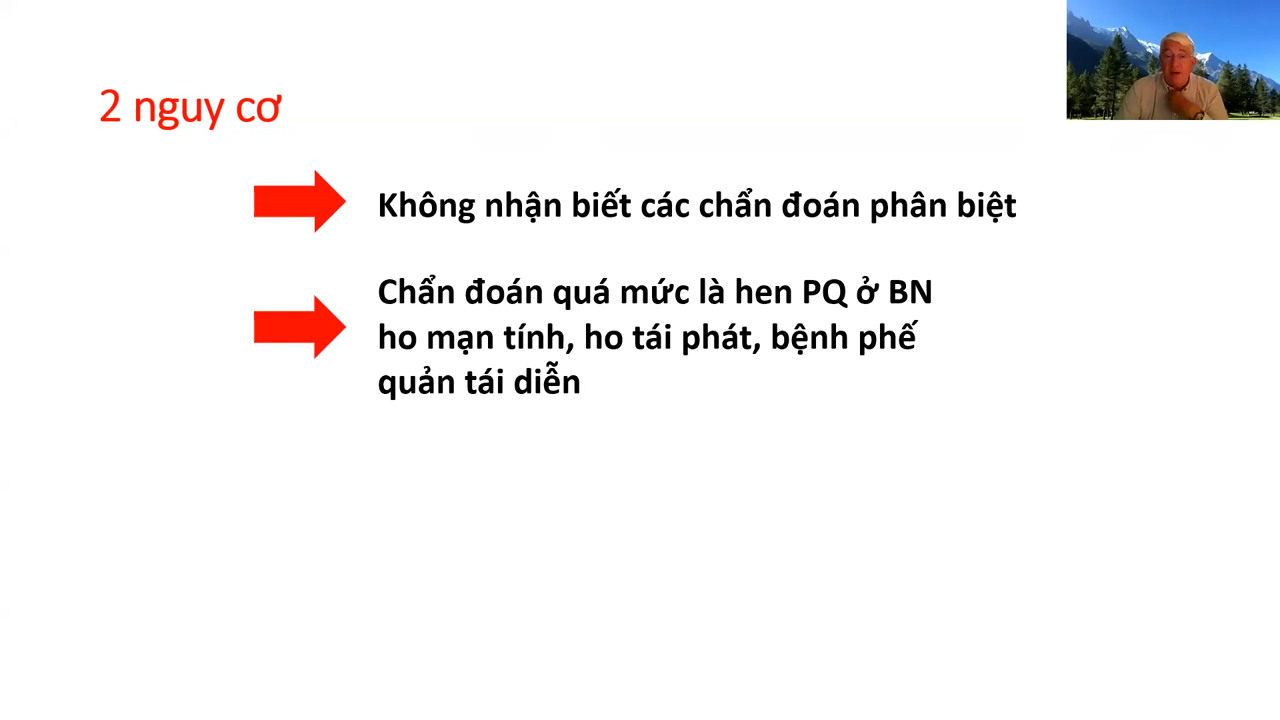 2 nguy cơ
Không nhận biết các chẩn đoán phân biệt
Chẩn đoán quá mức là hen PQ ở BN
ho mạn tính, ho tái phát, bệnh phế
quản tái diễn